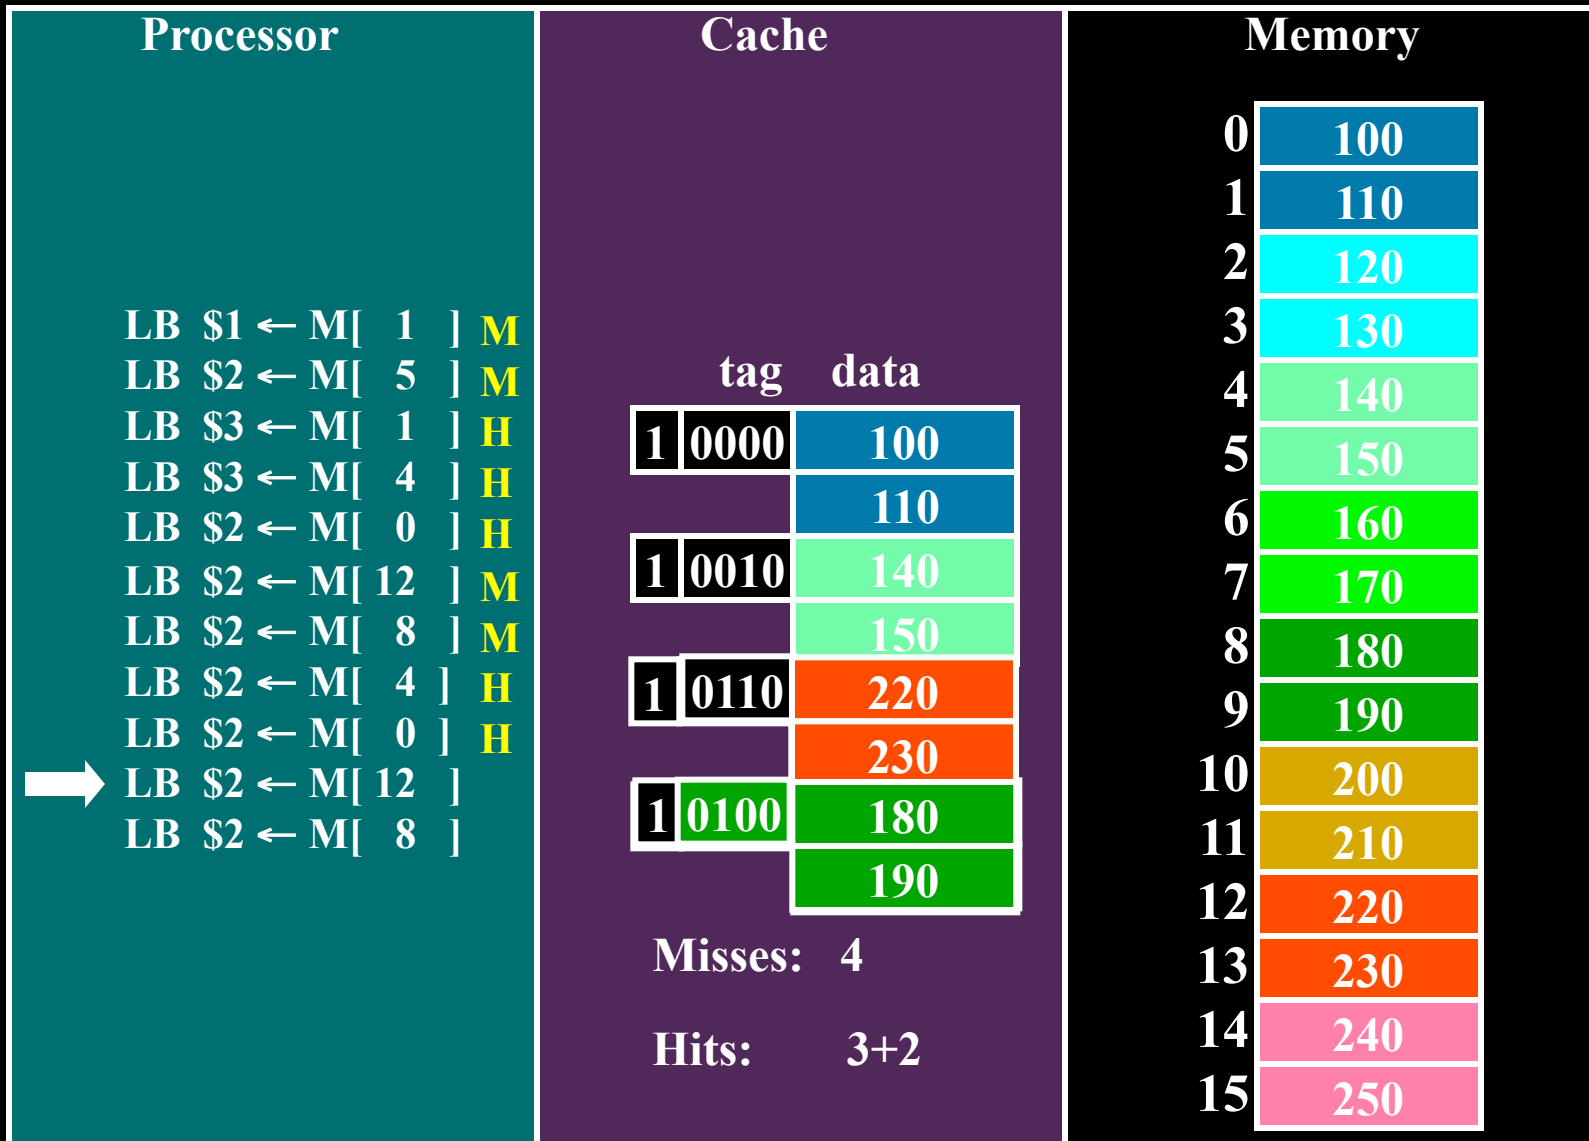 Processor
LB $1 ← M[ 1 ] M
LB $2 ← M[ 5 ] M
LB $3 ← M[ 1 ] H
LB $3 ← M[ 4 ] H
LB $2 ← M[ 0 ] H
LB $2 ← M[ 12 ] M
LB $2 ← M[ 8 ] M
LB $2 ← M[ 4 ] H
LB $2 ← M[ 0 ] H
LB $2 ← M[ 12 ]
LB $2 ← M[ 8 ]
Cache
tag data
1 0000 100
110
1 0010 140
150
1 0110 220
230
1 0100 180
190
Misses: 4
Hits: 3+2
Memory
0 100
1 110
2 120
3 130
4 140
5 150
6 160
7 170
8 180
9 190
10 200
11 210
12 220
13 230
14 240
15 250